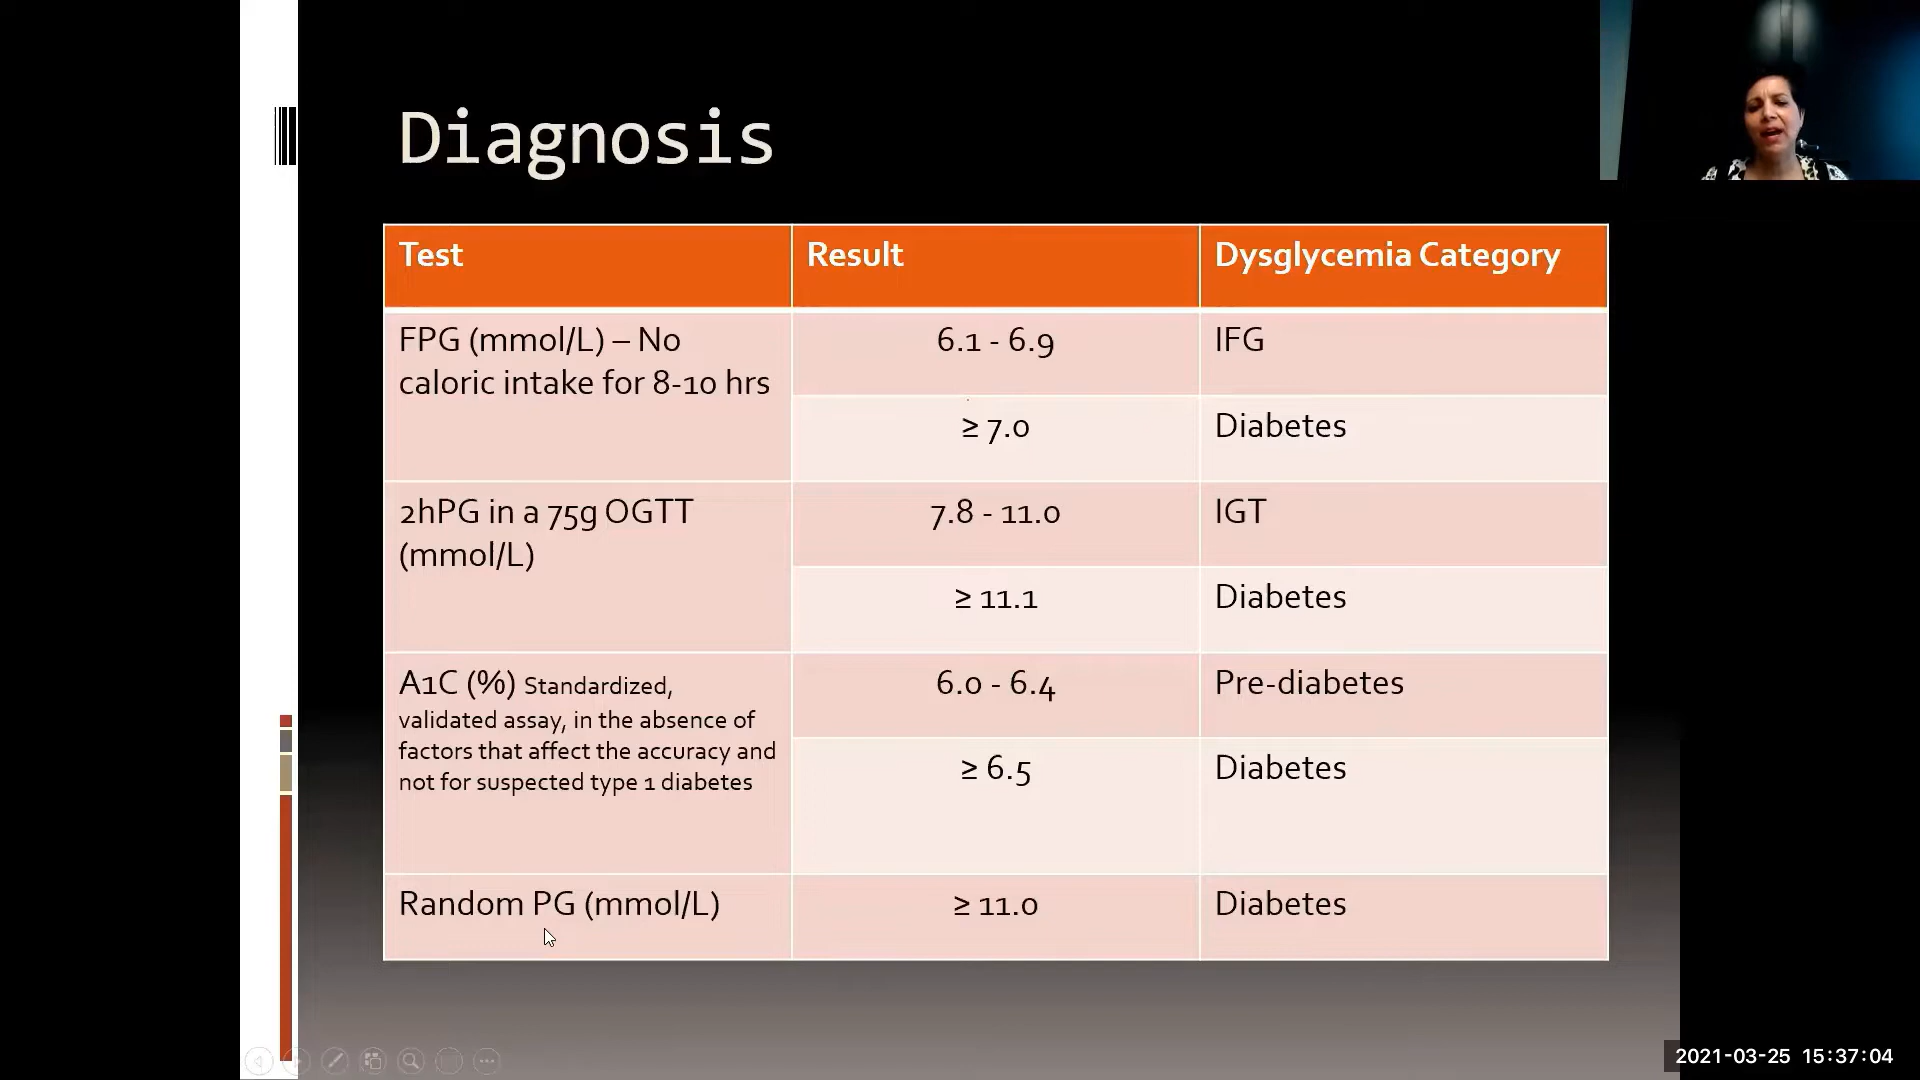 Diagnosis
Test
Result
Dysglycemia Category
FPG (mmol/L) – No
caloric intake for 8-10 hrs
6.1 - 6.9
IFG
≥ 7.0
Diabetes
2hPG in a 75g OGTT
(mmol/L)
7.8 - 11.0
IGT
≥ 11.1
Diabetes
A1C (%) Standardized,
validated assay, in the absence of
factors that affect the accuracy and
not for suspected type 1 diabetes
6.0 - 6.4
Pre-diabetes
≥ 6.5
Diabetes
Random PG (mmol/L)
≥ 11.0
Diabetes
2021-03-25 15:37:04